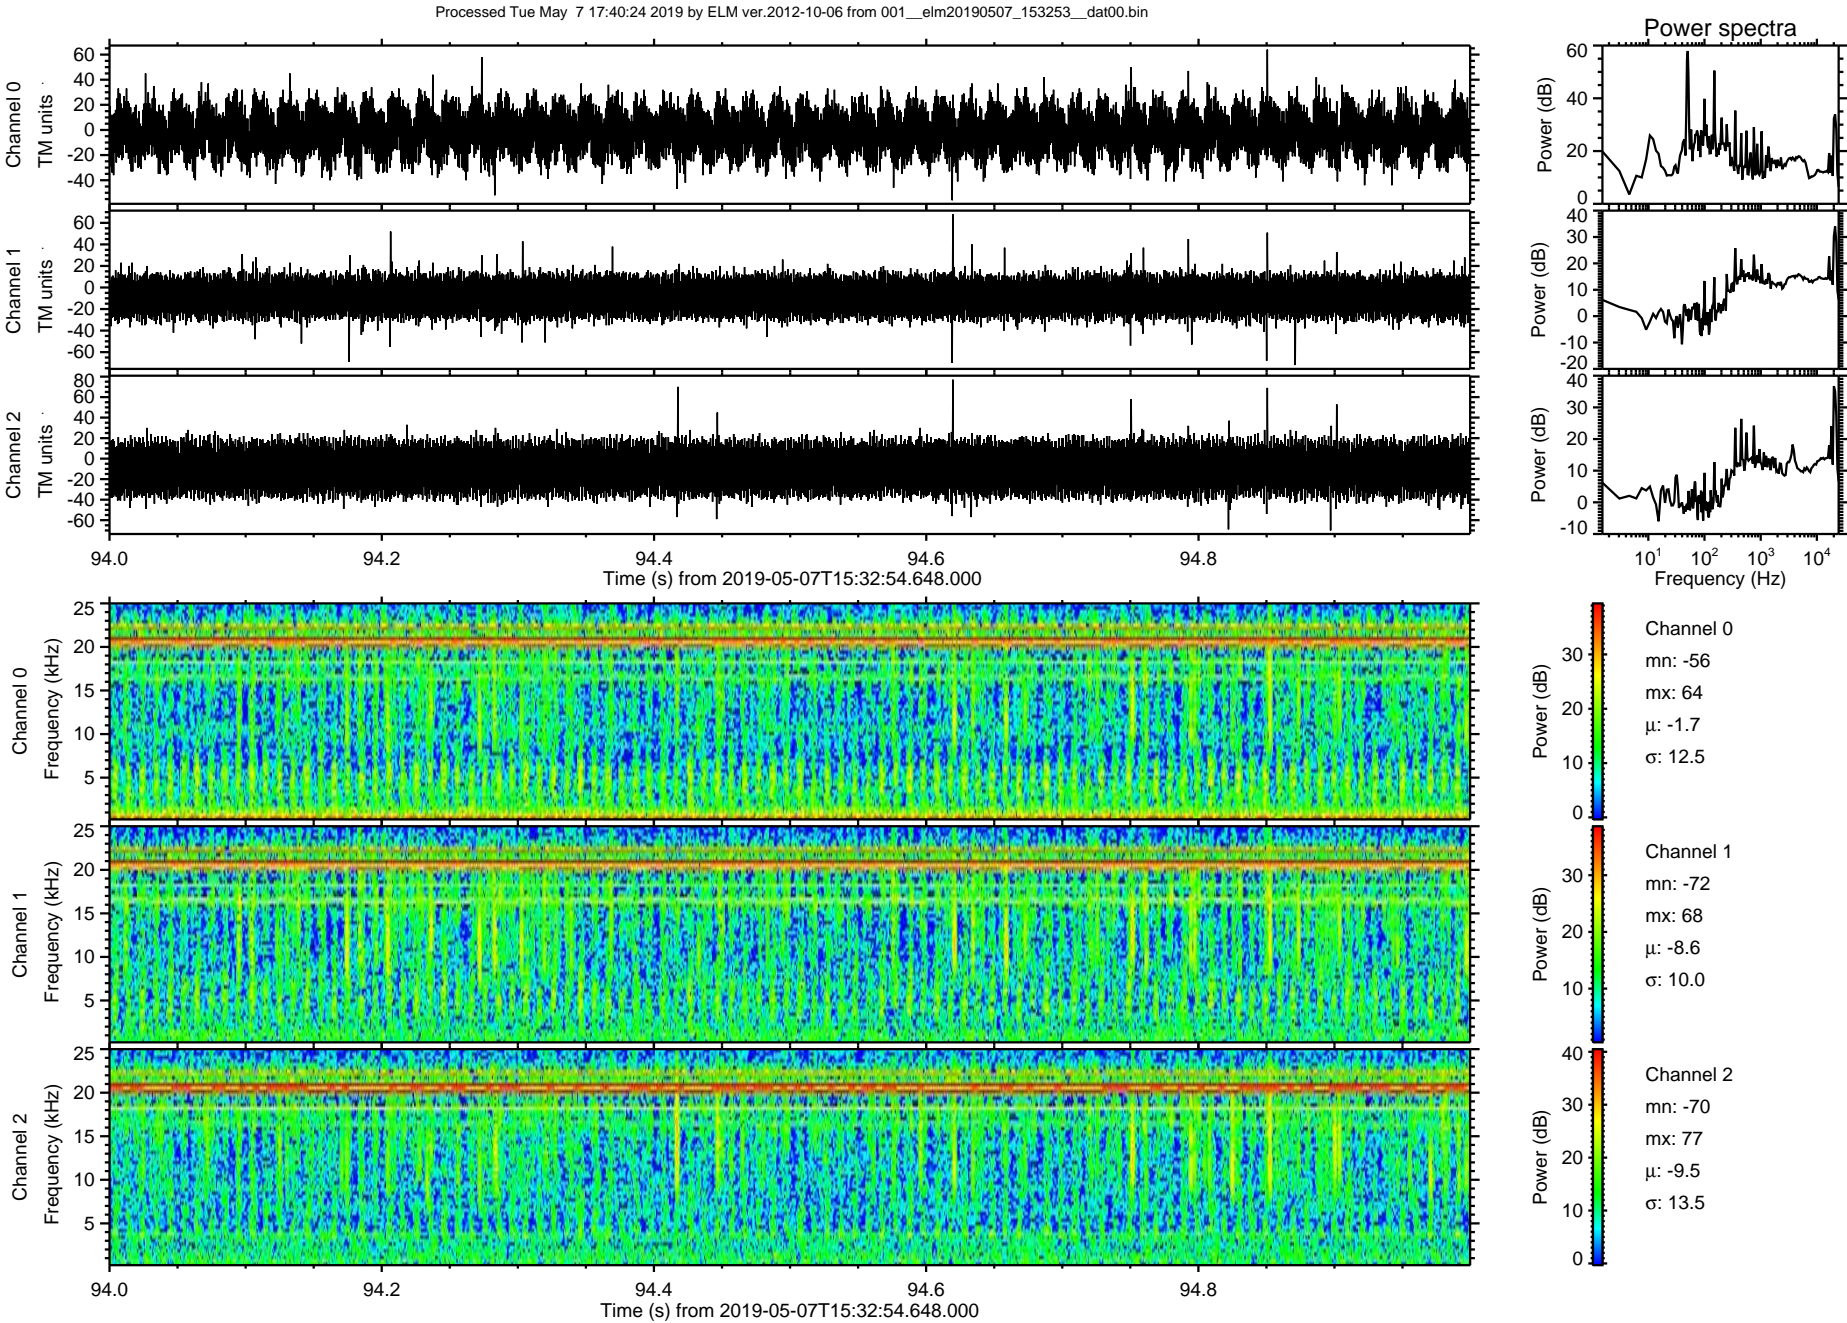 Processed Tue May  7 17:40:24 2019 by ELM ver.2012-10-06 from 001__elm20190507_153253__dat00.bin
Power spectra
Channel 0
TM units
60
40
20
0
-20
-40
Power (dB)
60
40
20
0
Channel 1
TM units
60
40
20
0
-20
-40
-60
Power (dB)
40
30
20
10
0
-10
-20
Channel 2
TM units
80
60
40
20
0
-20
-40
-60
Power (dB)
40
30
20
10
0
-10
94.0 94.2 94.4 94.6 94.8
Time (s) from 2019-05-07T15:32:54.648.000
10^1 10^2 10^3 10^4
Frequency (Hz)
Channel 0
Frequency (kHz)
25
20
15
10
5
Power (dB)
30
20
10
0
Channel 0
mn: -56
mx: 64
μ: -1.7
σ: 12.5
Channel 1
Frequency (kHz)
25
20
15
10
5
Power (dB)
30
20
10
Channel 1
mn: -72
mx: 68
μ: -8.6
σ: 10.0
Channel 2
Frequency (kHz)
25
20
15
10
5
Power (dB)
40
30
20
10
0
Channel 2
mn: -70
mx: 77
μ: -9.5
σ: 13.5
94.0 94.2 94.4 94.6 94.8
Time (s) from 2019-05-07T15:32:54.648.000